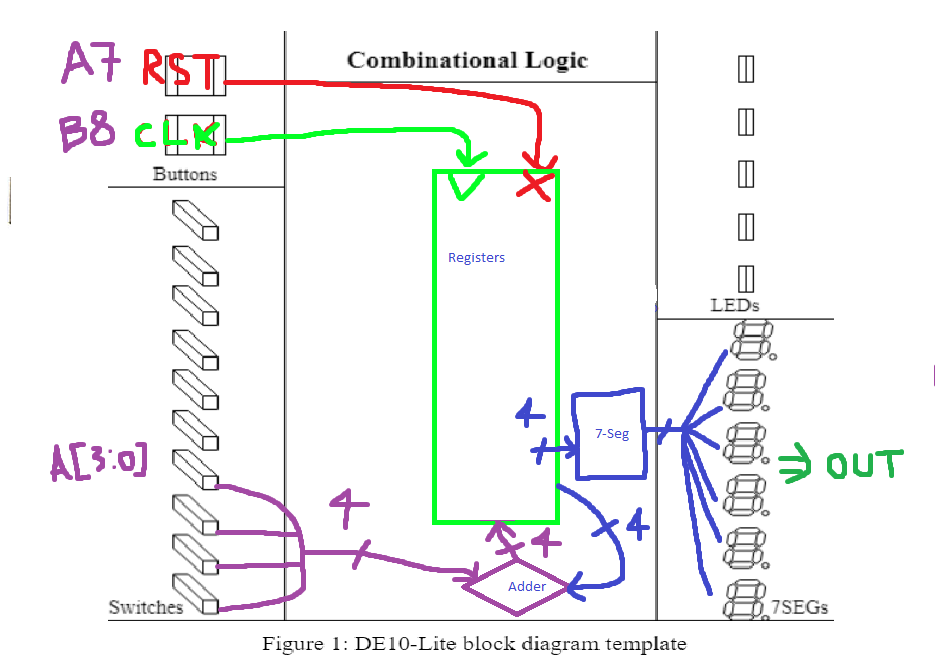 Combinational Logic
A7 RST
B8 CLK
Buttons
Registers
LEDs
4
7-Seg
A[3:0]
OUT
4
4
4
Adder
Switches
7SEGs
Figure 1: DE10-Lite block diagram template